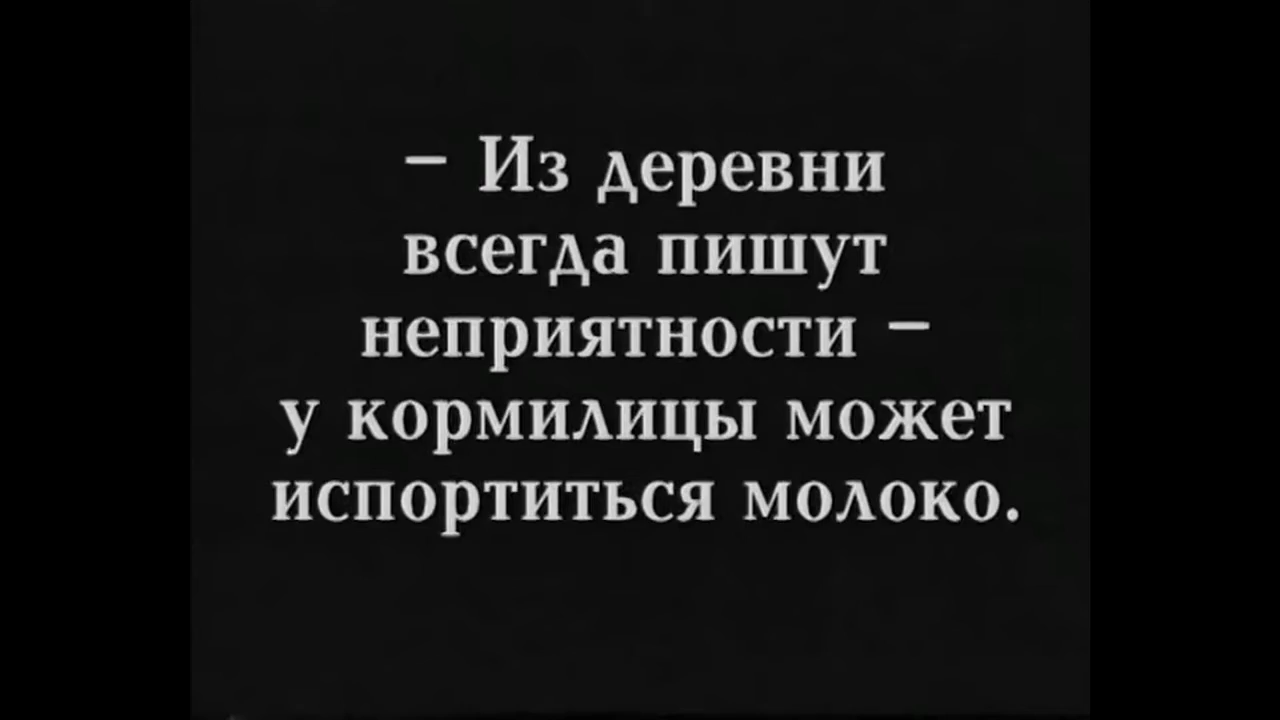 – Из деревни
всегда пишут
неприятности –
у кормилицы может
испортиться молоко.